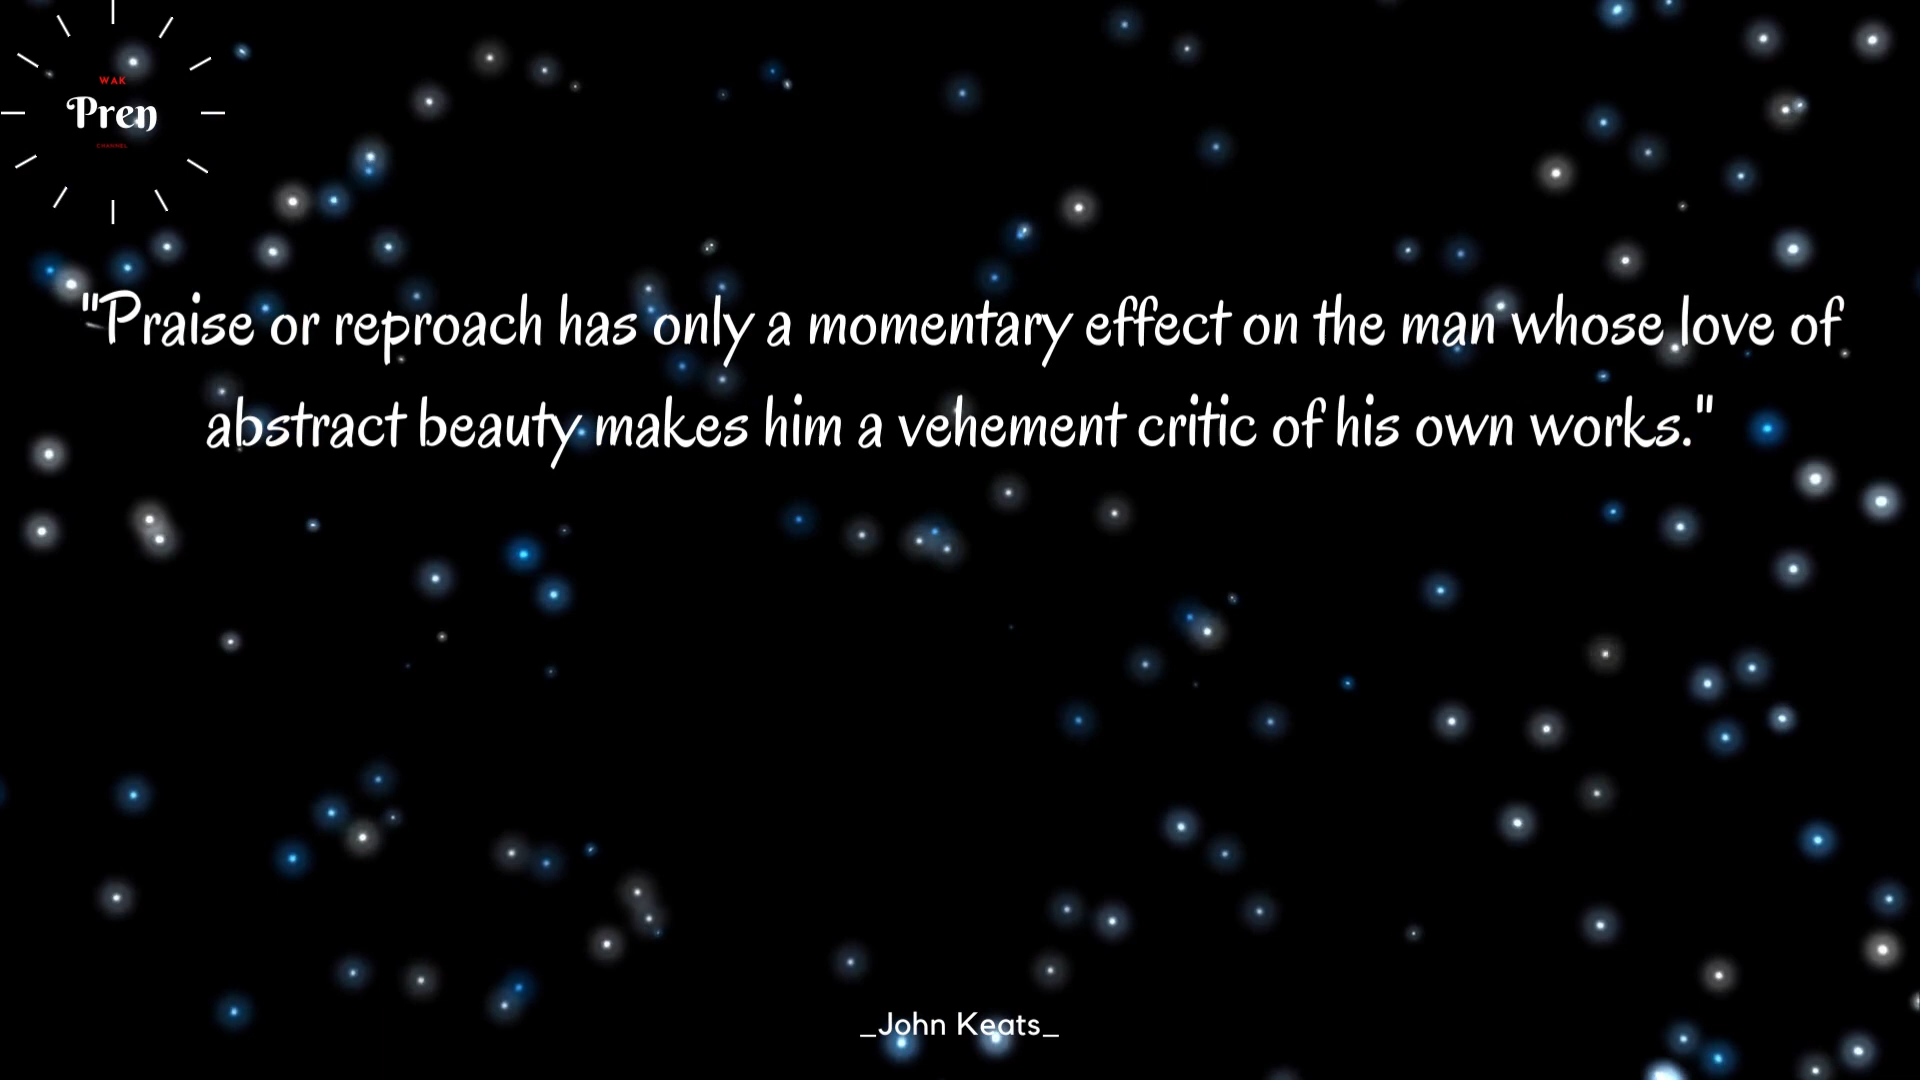 WAK
Pren
CHANNEL
"Praise or reproach has only a momentary effect on the man whose love of
abstract beauty makes him a vehement critic of his own works."
_John Keats_